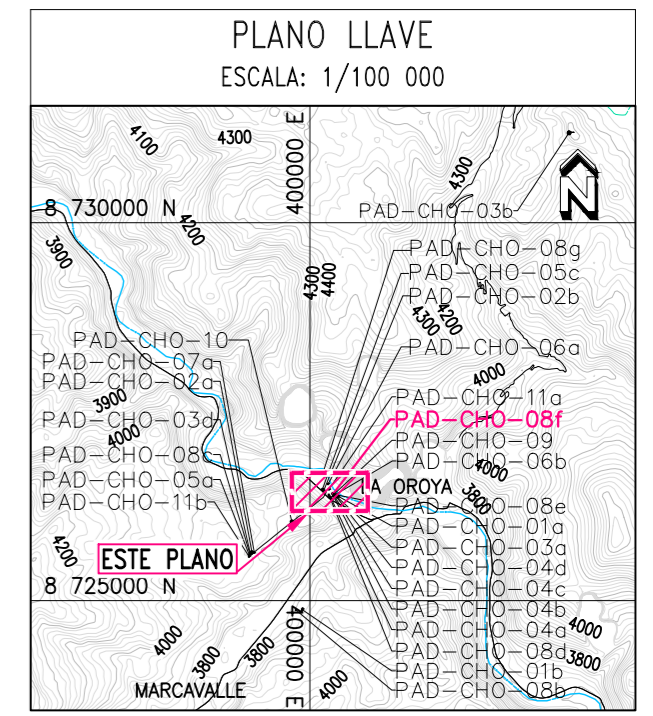 PLANO LLAVE
ESCALA: 1/100 000
4100
4300
400000 E
4300
N
PAD-CHO-03b
8 730000 N
4200
3900
4300
4400
PAD-CHO-08g
PAD-CHO-05c
PAD-CHO-02b
4200
4300
PAD-CHO-10
PAD-CHO-06a
PAD-CHO-07a
PAD-CHO-02a
4000
3900
PAD-CHO-11a
PAD-CHO-03d
PAD-CHO-08f
4000
PAD-CHO-09
PAD-CHO-06b
4000
PAD-CHO-05a
A OROYA
3800
PAD-CHO-11b
PAD-CHO-08e
PAD-CHO-01a
4200
ESTE PLANO
PAD-CHO-03a
PAD-CHO-04d
8 725000 N
PAD-CHO-04c
PAD-CHO-04b
400000 E
PAD-CHO-04a
4000
4000
3800
3800
PAD-CHO-08d
3800
PAD-CHO-01b
MARCAVALLE
4000
PAD-CHO-08b